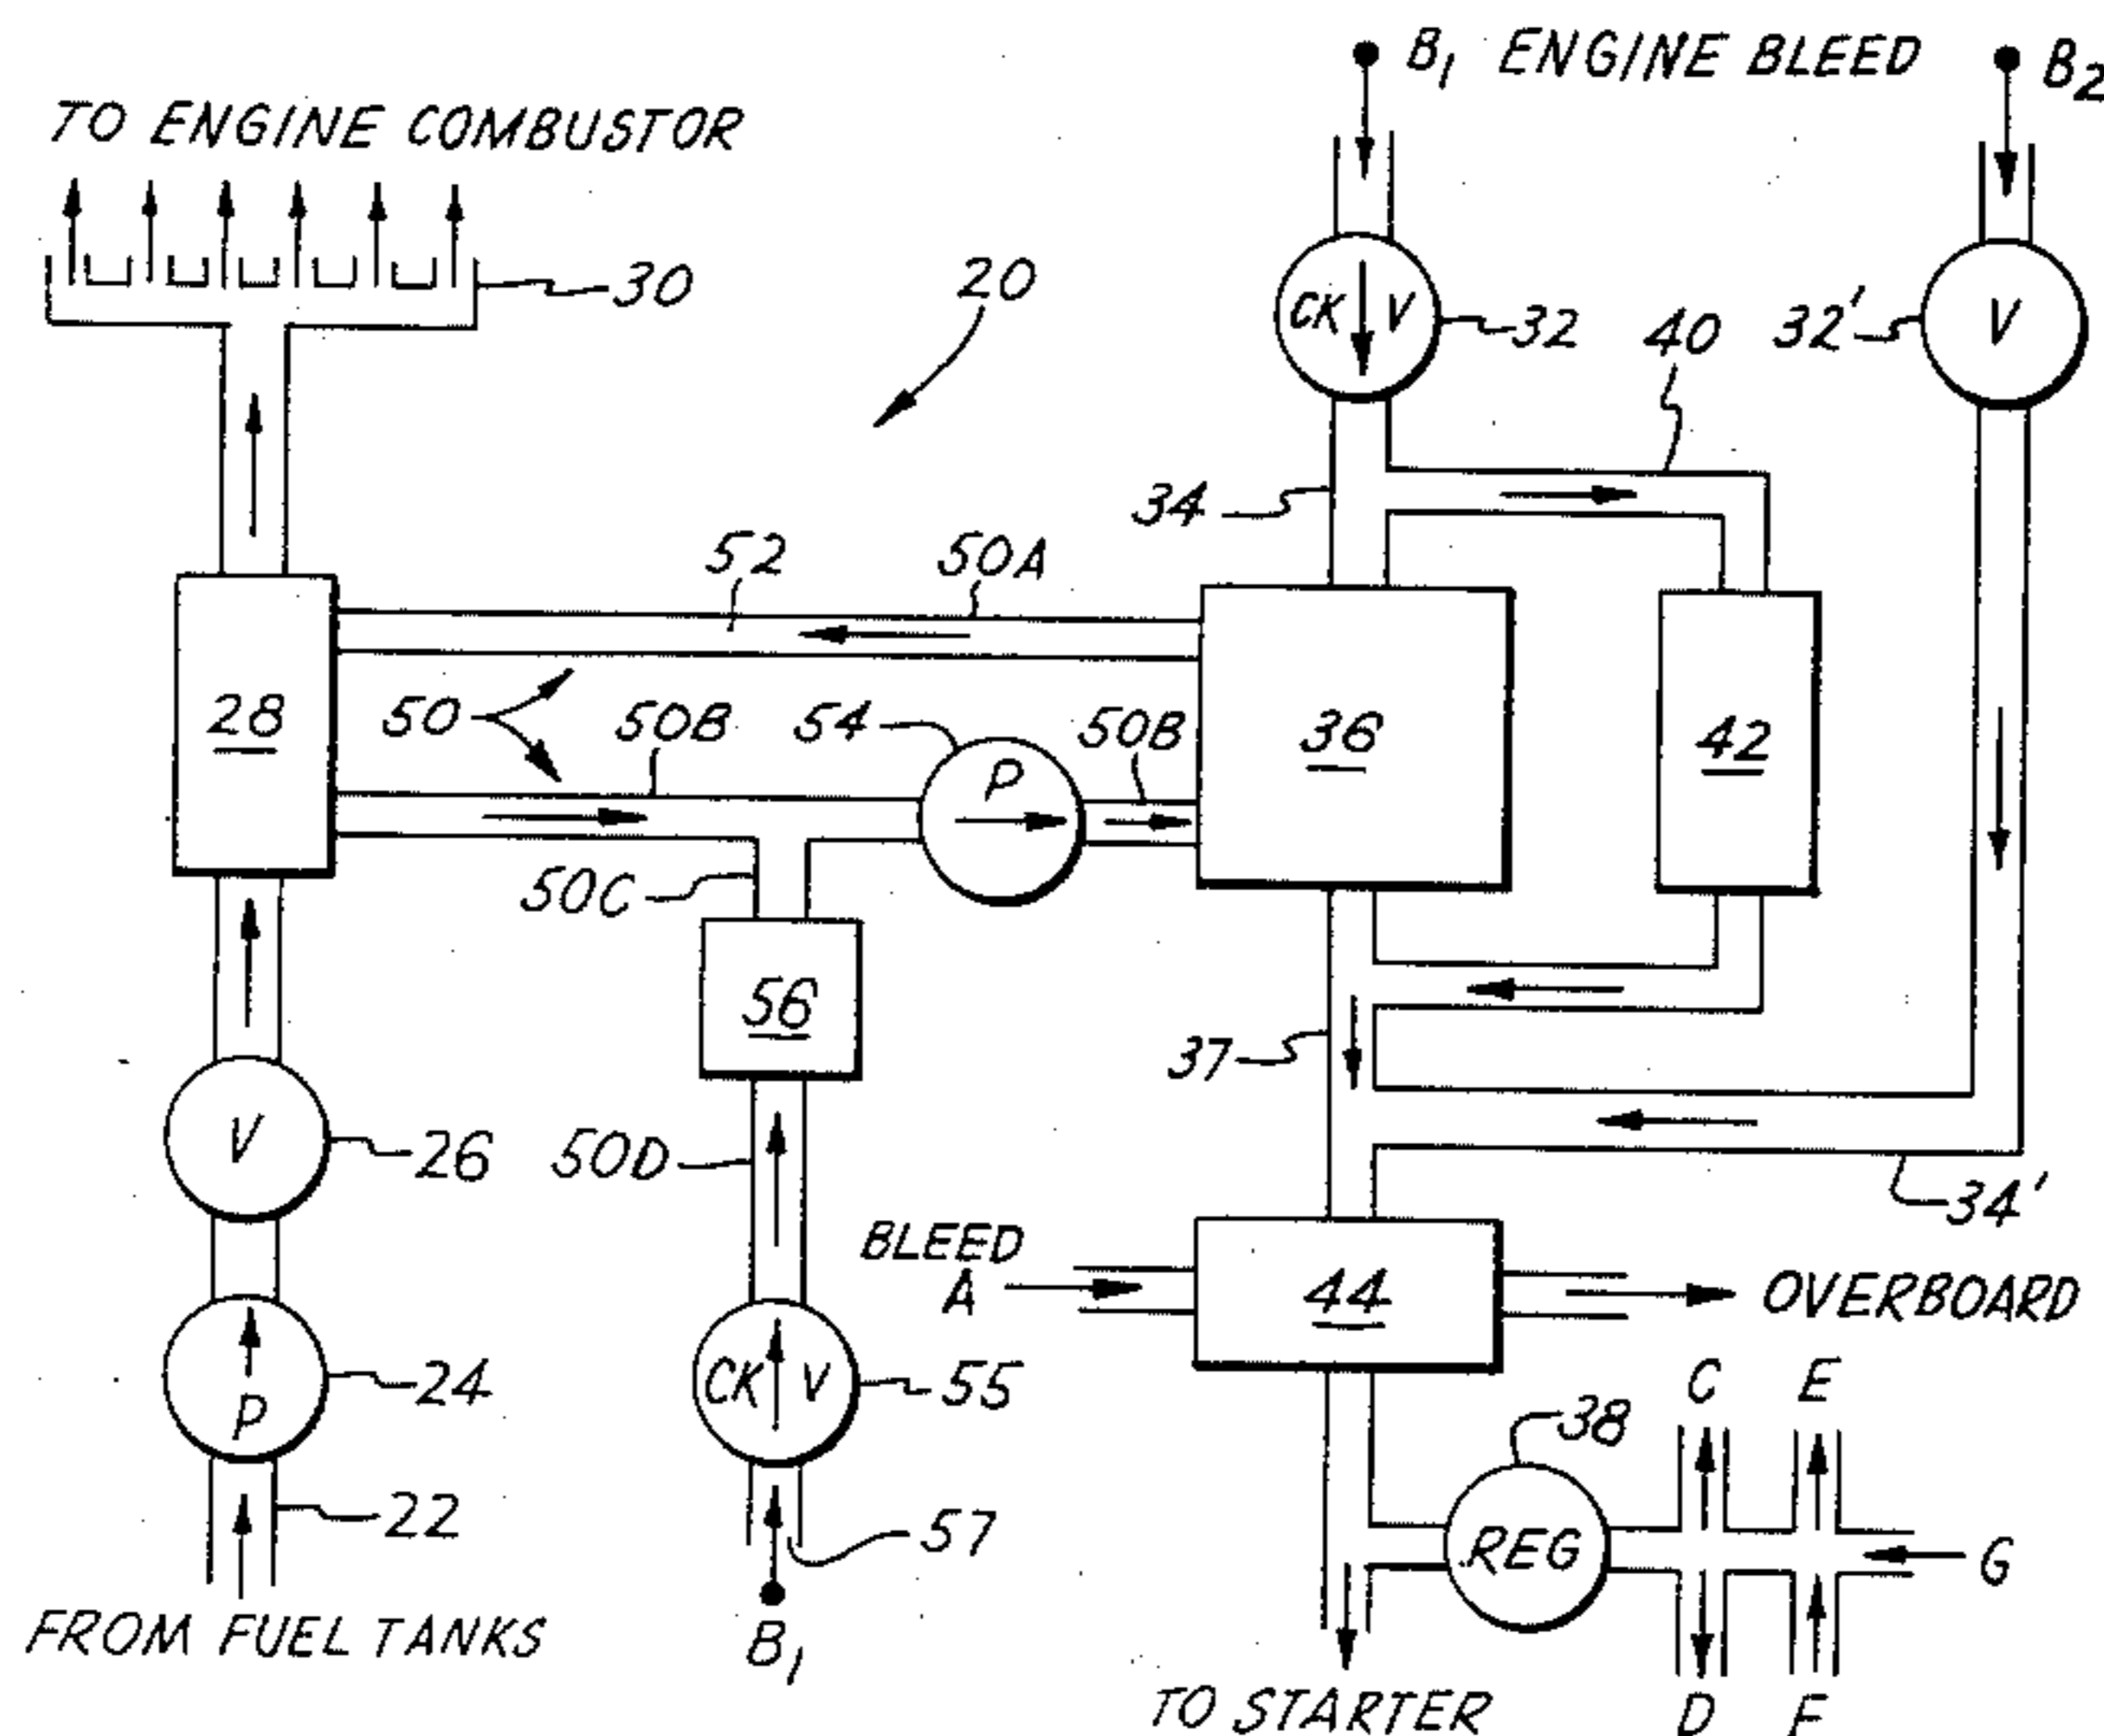 B1 ENGINE BLEED
B2
TO ENGINE COMBUSTOR
30
20
CK V
32
40
32'
V
34
52
50A
28
50
50B
54
P
50B
36
42
50C
56
37
V
26
50D
34'
BLEED
A
44
OVERBOARD
P
24
CK V
55
38
C
E
22
57
REG
G
FROM FUEL TANKS
B1
TO STARTER
D
F